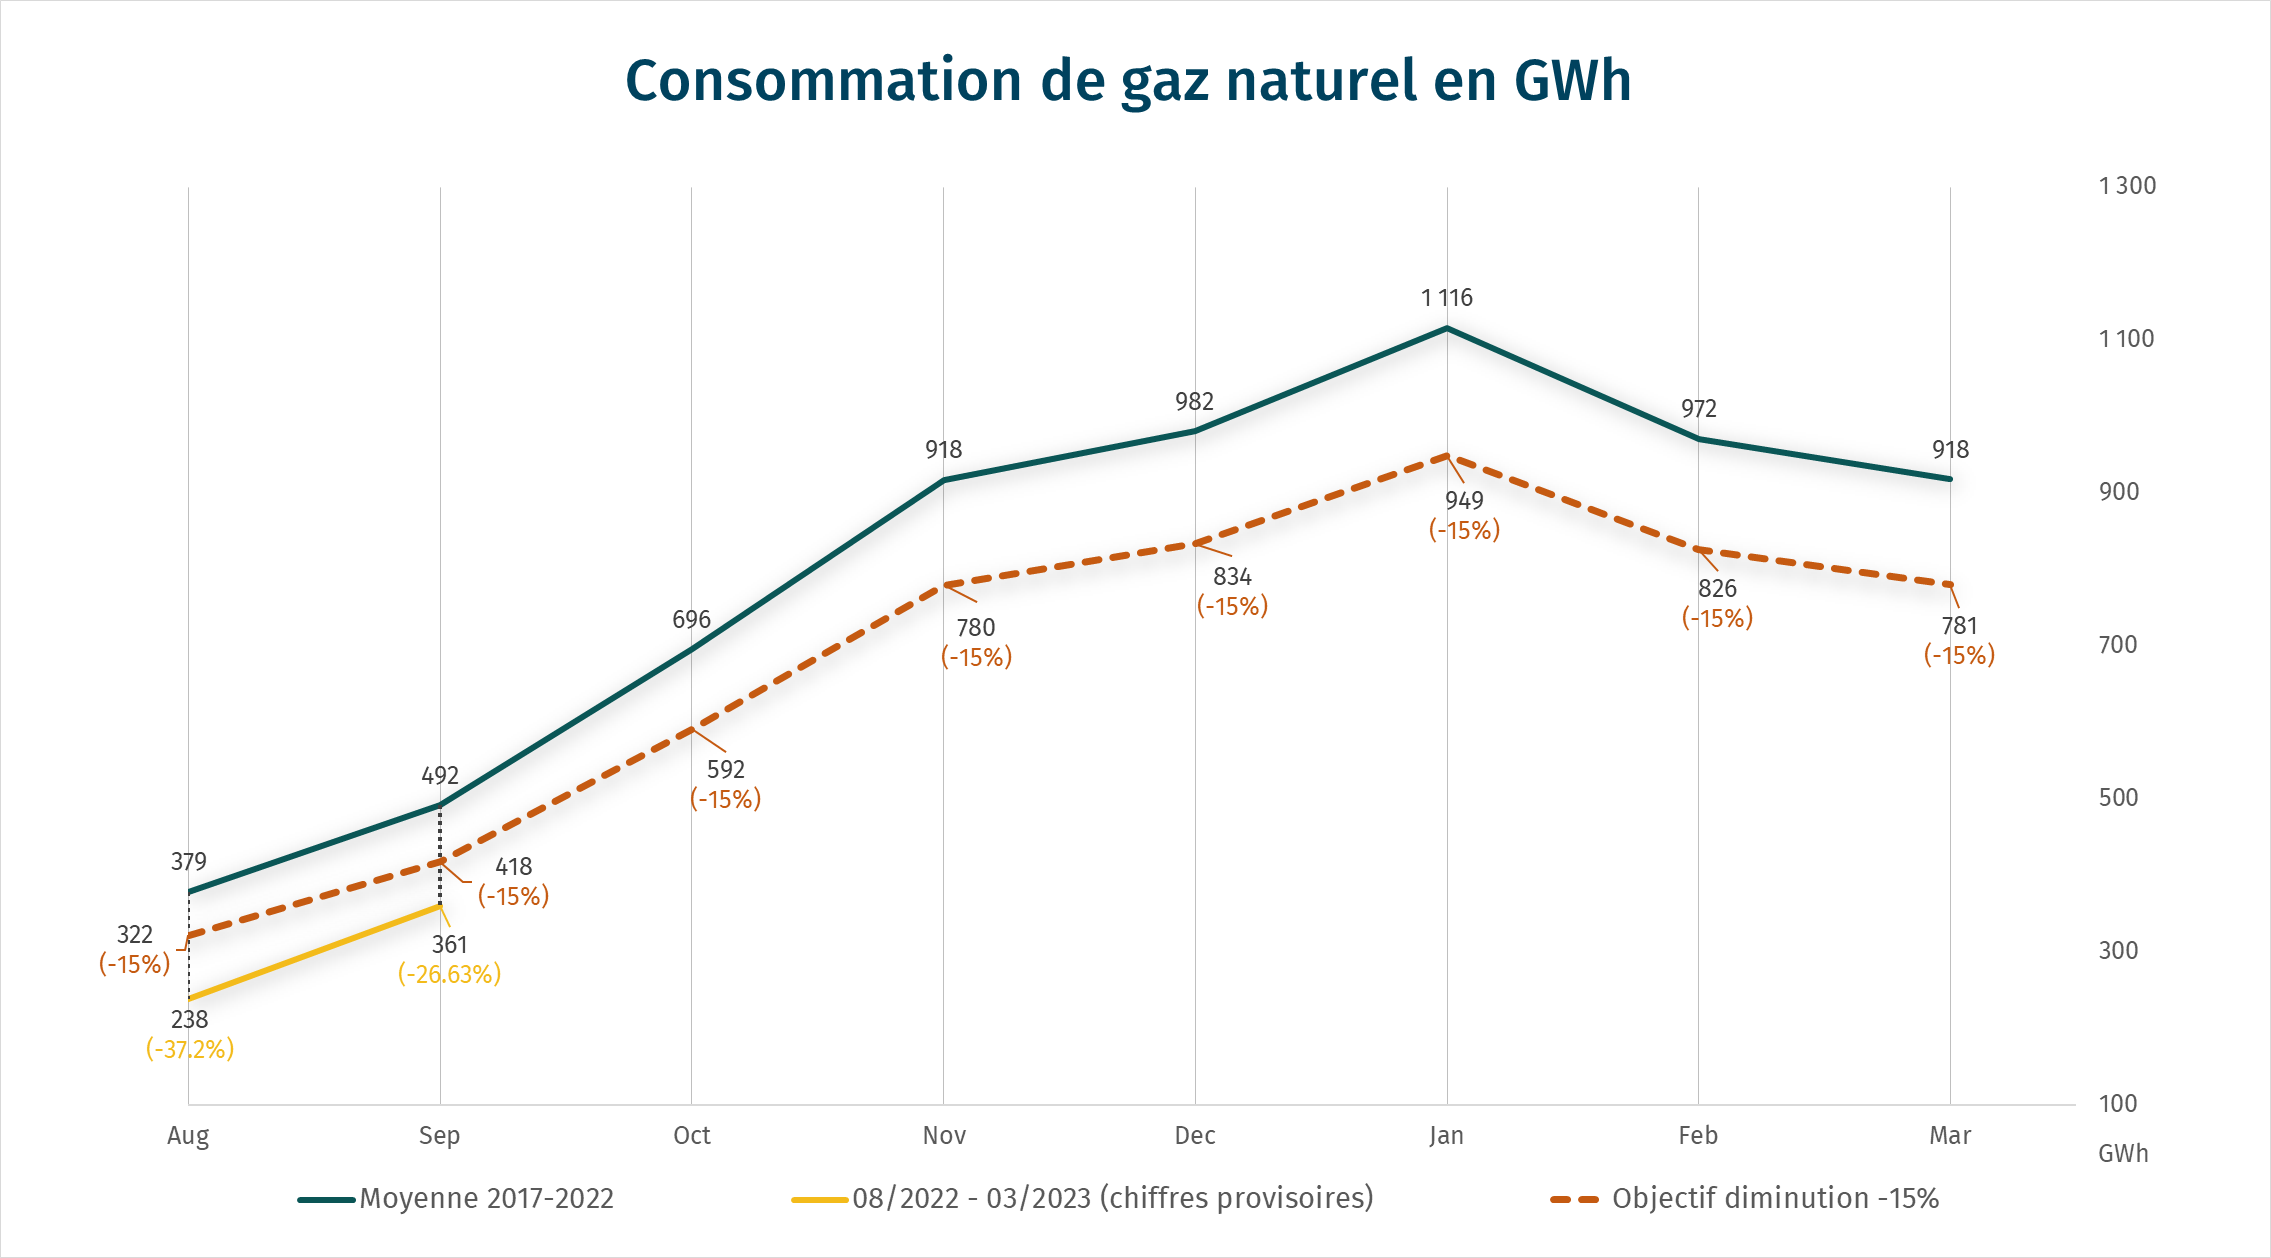 Consommation de gaz naturel en GWh
1 300
1 100
900
700
500
300
100
GWh
379
492
696
918
982
1 116
972
918
322
(-15%)
418
(-15%)
592
(-15%)
780
(-15%)
834
(-15%)
949
(-15%)
826
(-15%)
781
(-15%)
238
(-37.2%)
361
(-26.63%)
Aug
Sep
Oct
Nov
Dec
Jan
Feb
Mar
Moyenne 2017-2022
08/2022 - 03/2023 (chiffres provisoires)
Objectif diminution -15%